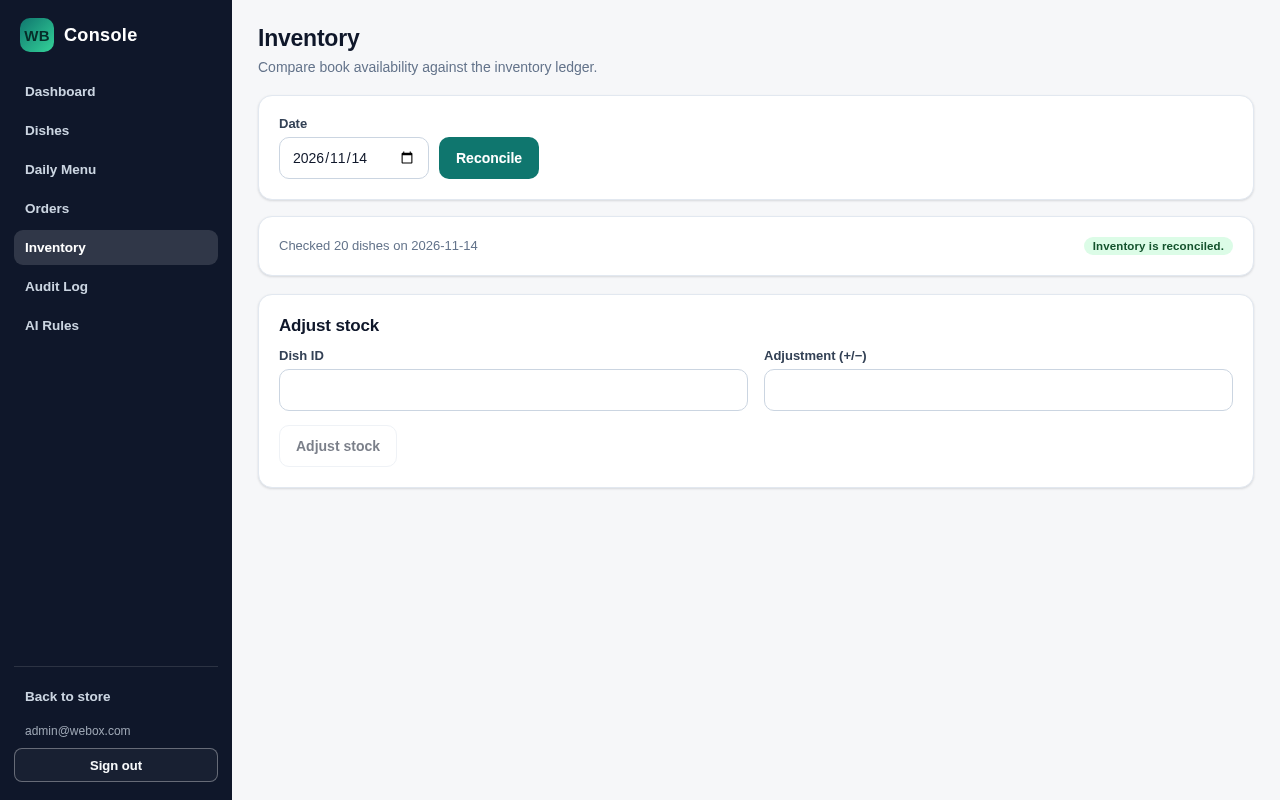 WB Console
Dashboard
Dishes
Daily Menu
Orders
Inventory
Audit Log
AI Rules
Back to store
admin@webox.com
Sign out
Inventory
Compare book availability against the inventory ledger.
Date
2026/11/14
Reconcile
Checked 20 dishes on 2026-11-14
Inventory is reconciled.
Adjust stock
Dish ID
Adjustment (+/−)
Adjust stock